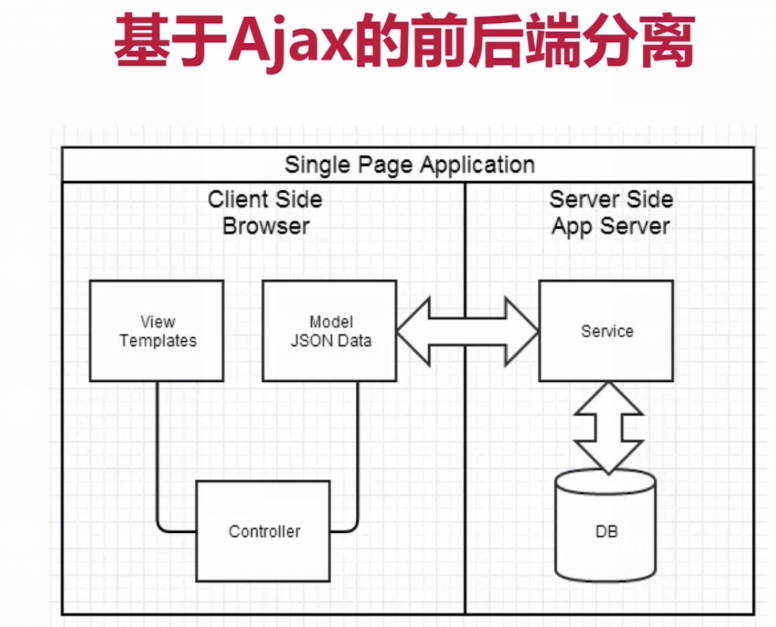 基于Ajax的前后端分离
Single Page Application
Client Side
Browser
Server Side
App Server
View
Templates
Model
JSON Data
Service
Controller
DB